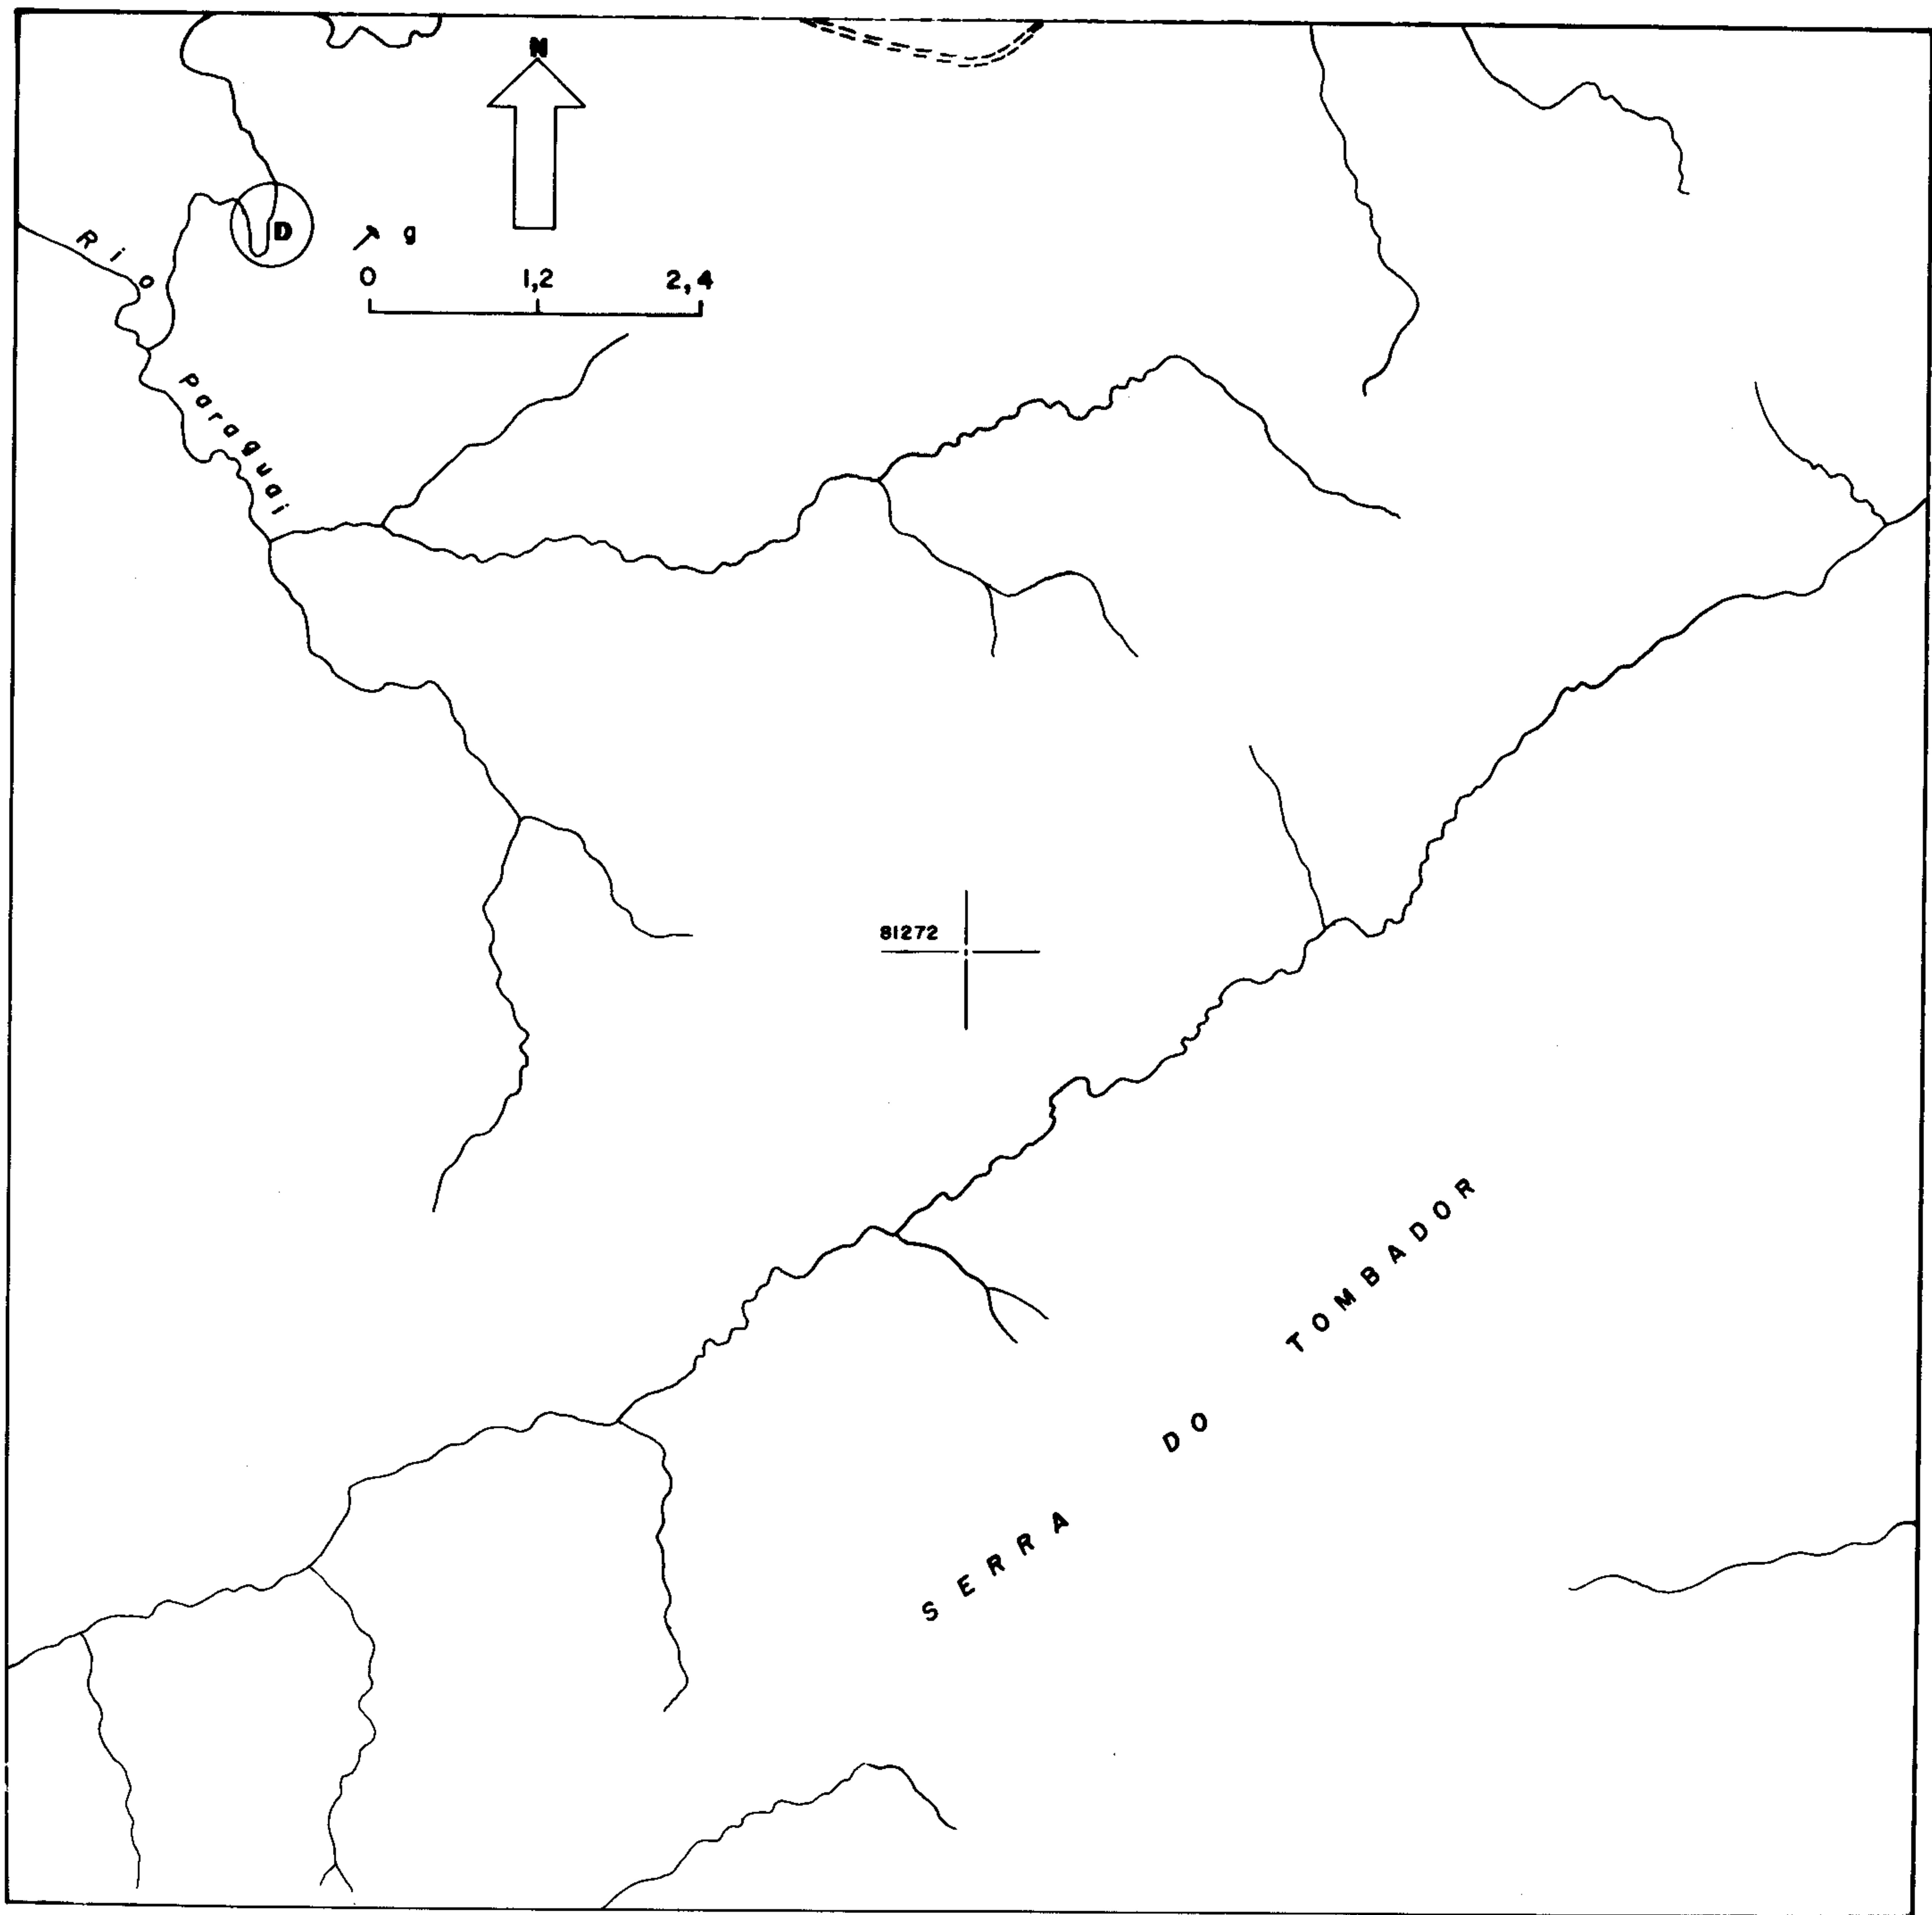 N
D
g
0 1,2 2,4
Rio Paraguai
81272
SERRA DO TOMBADOR